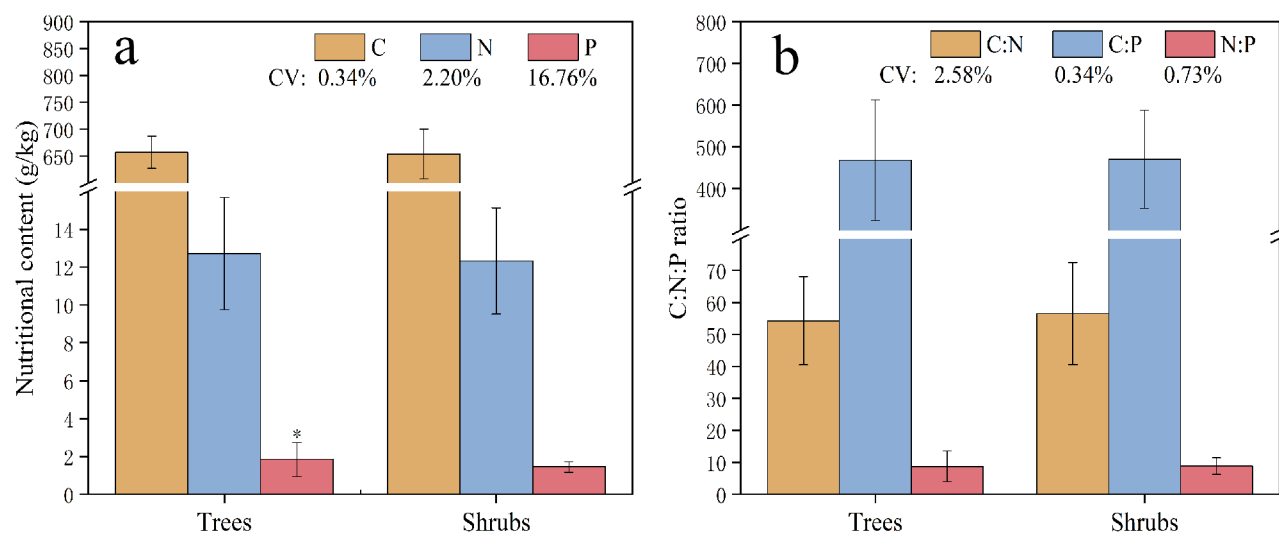 a
C N P
CV: 0.34% 2.20% 16.76%
Nutritional content (g/kg)
900
850
800
750
700
650
14
12
10
8
6
4
2
0
*
Trees Shrubs
b
C:N C:P N:P
CV: 2.58% 0.34% 0.73%
C:N:P ratio
800
700
600
500
400
70
60
50
40
30
20
10
0
Trees Shrubs